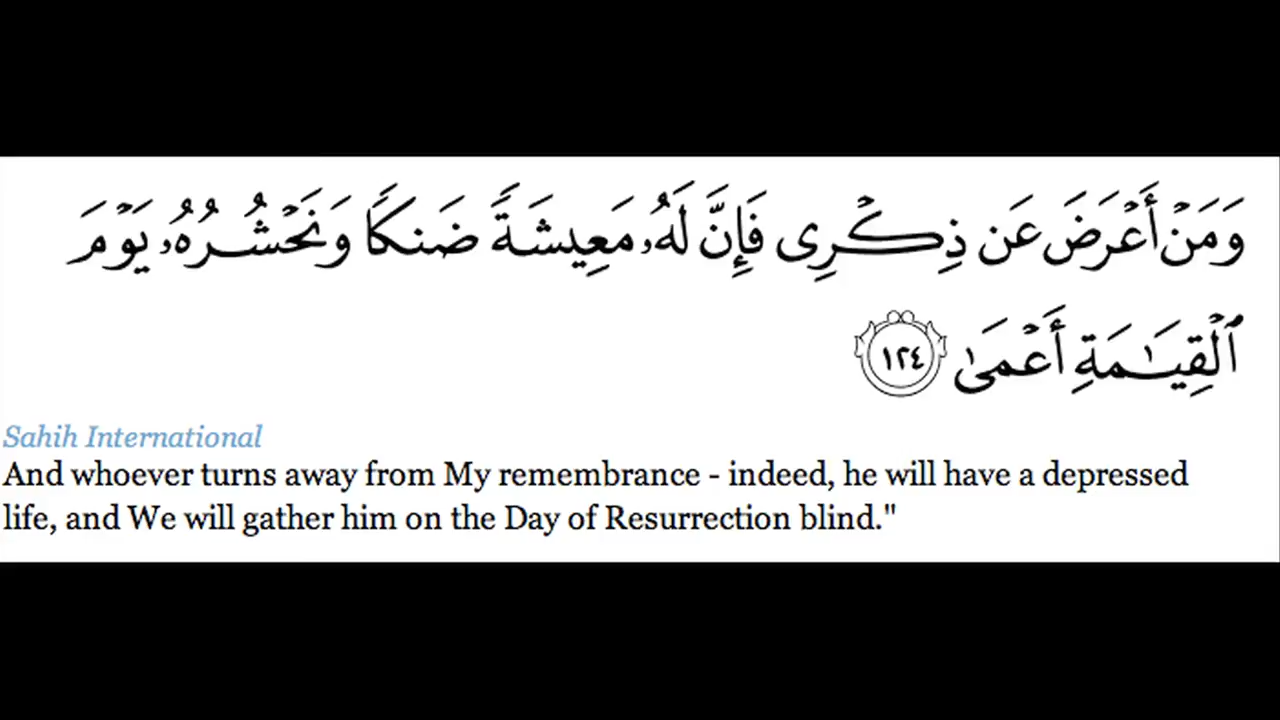 وَمَنْ أَعْرَضَ عَن ذِكْرِى فَإِنَّ لَهُۥ مَعِيشَةً ضَنكًا وَنَحْشُرُهُۥ يَوْمَ
ٱلْقِيَـٰمَةِ أَعْمَىٰ ١٢٤
Sahih International
And whoever turns away from My remembrance - indeed, he will have a depressed
life, and We will gather him on the Day of Resurrection blind."